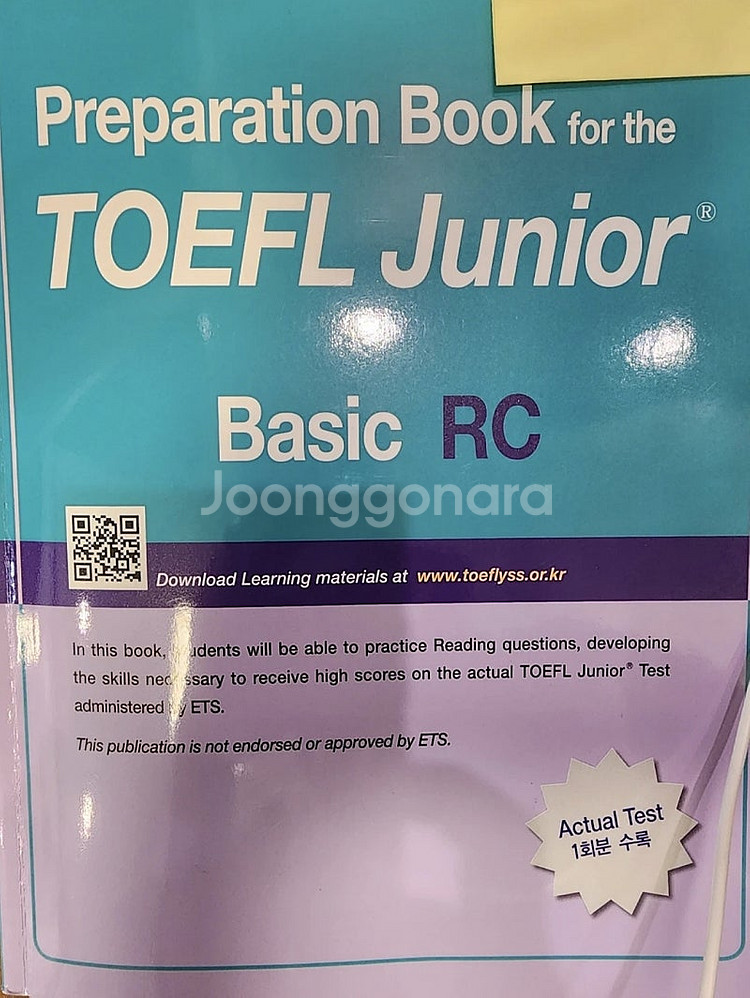 Preparation Book for the
TOEFL Junior®
Basic RC
Joonggonara
Download Learning materials at www.toeflyss.or.kr
In this book, students will be able to practice Reading questions, developing
the skills necessary to receive high scores on the actual TOEFL Junior® Test
administered by ETS.
This publication is not endorsed or approved by ETS.
Actual Test
1회분 수록